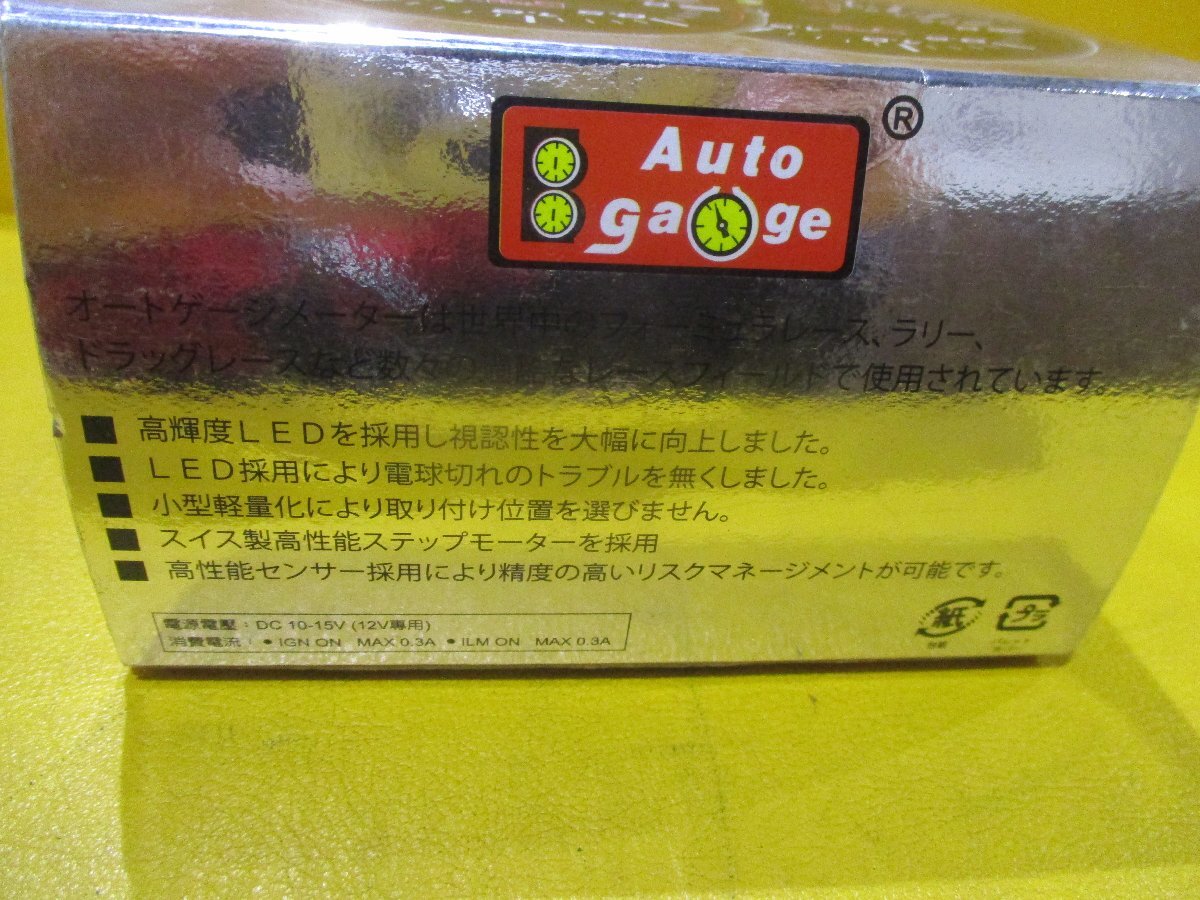 Auto
gauge
®
オートゲージメーターは世界中のフォーミュラレース、ラリー、
ドラッグレースなど数々なレースフィールドで使用されています。
■ 高輝度LEDを採用し視認性を大幅に向上しました。
■ LED採用により電球切れのトラブルを無くしました。
■ 小型軽量化により取り付け位置を選びません。
■ スイス製高性能ステップモーターを採用
■ 高性能センサー採用により精度の高いリスクマネージメントが可能です。
電源電壓：DC 10-15V (12V專用)
消費電流：● IGN ON MAX 0.3A ● ILM ON MAX 0.3A
紙
プラ